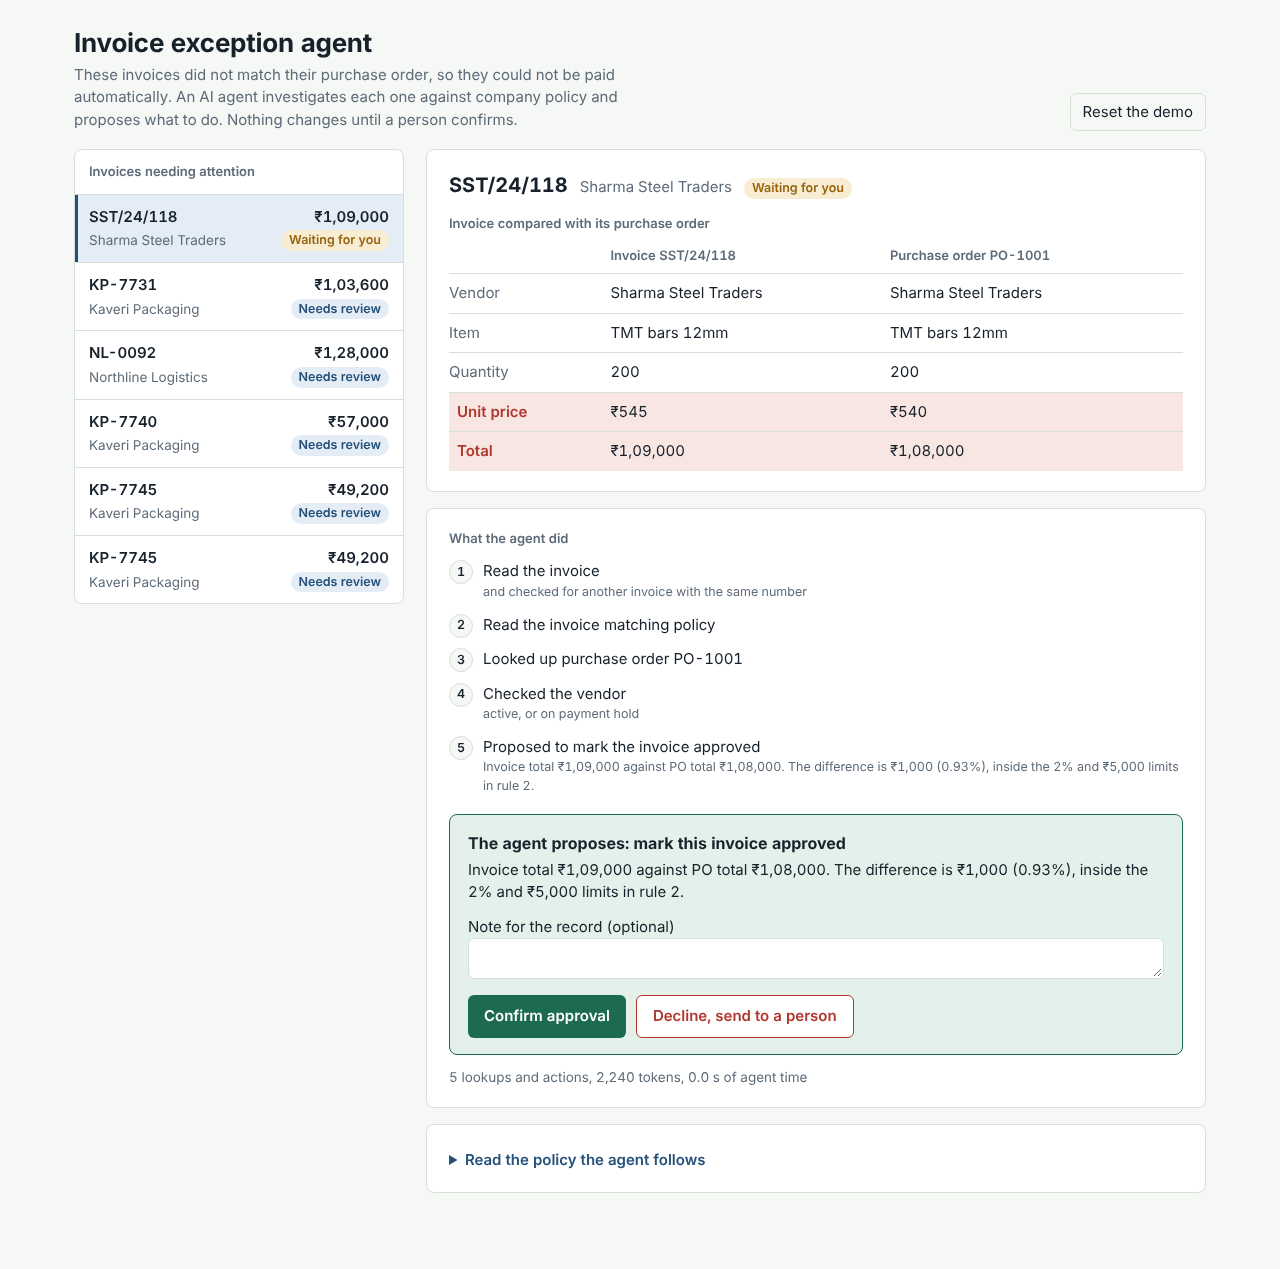 Invoice exception agent
These invoices did not match their purchase order, so they could not be paid
automatically. An AI agent investigates each one against company policy and
proposes what to do. Nothing changes until a person confirms.
Reset the demo
Invoices needing attention
SST/24/118 ₹1,09,000
Sharma Steel Traders Waiting for you
KP-7731 ₹1,03,600
Kaveri Packaging Needs review
NL-0092 ₹1,28,000
Northline Logistics Needs review
KP-7740 ₹57,000
Kaveri Packaging Needs review
KP-7745 ₹49,200
Kaveri Packaging Needs review
KP-7745 ₹49,200
Kaveri Packaging Needs review
SST/24/118 Sharma Steel Traders Waiting for you
Invoice compared with its purchase order
Invoice SST/24/118 Purchase order PO-1001
Vendor Sharma Steel Traders Sharma Steel Traders
Item TMT bars 12mm TMT bars 12mm
Quantity 200 200
Unit price ₹545 ₹540
Total ₹1,09,000 ₹1,08,000
What the agent did
1 Read the invoice
and checked for another invoice with the same number
2 Read the invoice matching policy
3 Looked up purchase order PO-1001
4 Checked the vendor
active, or on payment hold
5 Proposed to mark the invoice approved
Invoice total ₹1,09,000 against PO total ₹1,08,000. The difference is ₹1,000 (0.93%), inside the 2% and ₹5,000 limits
in rule 2.
The agent proposes: mark this invoice approved
Invoice total ₹1,09,000 against PO total ₹1,08,000. The difference is ₹1,000 (0.93%), inside the
2% and ₹5,000 limits in rule 2.
Note for the record (optional)
Confirm approval Decline, send to a person
5 lookups and actions, 2,240 tokens, 0.0 s of agent time
Read the policy the agent follows